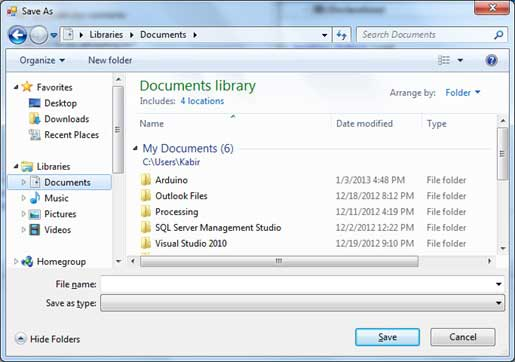 Save As
Libraries Documents
Search Documents
Organize New folder
Favorites
Desktop
Downloads
Recent Places
Libraries
Documents
Music
Pictures
Videos
Homegroup
Documents library
Includes: 4 locations
Arrange by: Folder
Name Date modified Type
My Documents (6)
C:\Users\Kabir
Arduino 1/3/2013 4:48 PM File folder
Outlook Files 12/18/2012 8:12 PM File folder
Processing 12/11/2012 4:19 PM File folder
SQL Server Management Studio 12/2/2012 12:22 PM File folder
Visual Studio 2010 12/19/2012 9:10 PM File folder
File name:
Save as type:
Hide Folders
Save Cancel